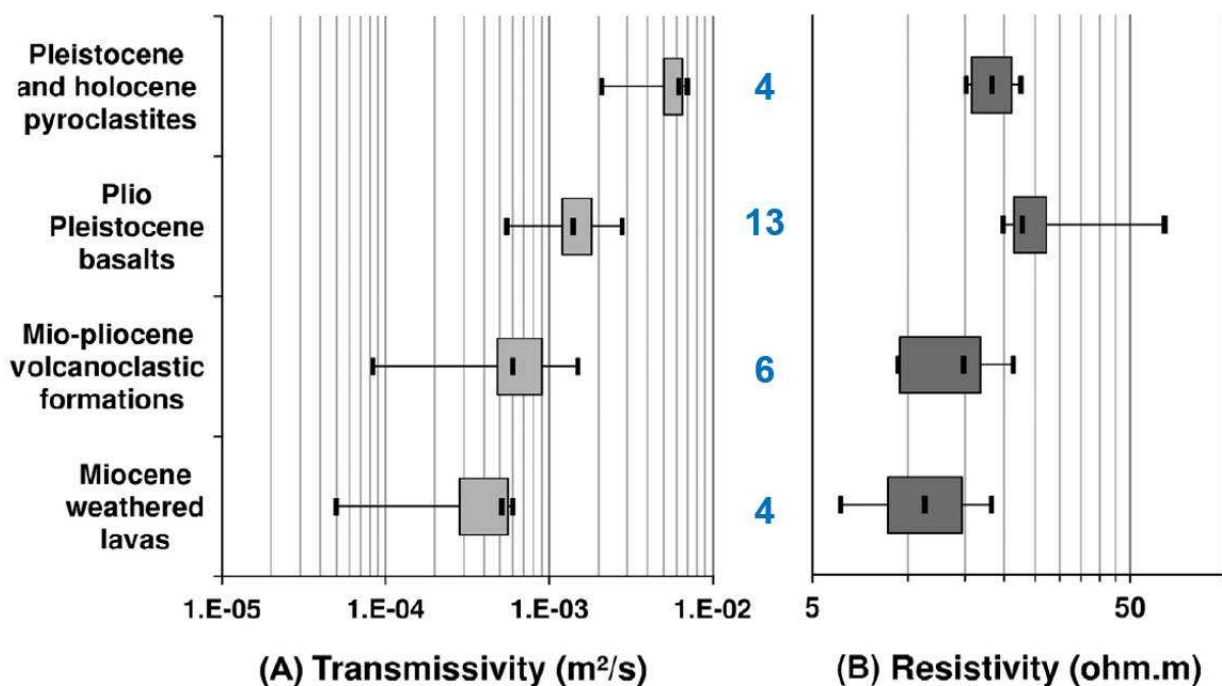 Pleistocene
and holocene
pyroclastites
4
Plio
Pleistocene
basalts
13
Mio-pliocene
volcanoclastic
formations
6
Miocene
weathered
lavas
4
1.E-05 1.E-04 1.E-03 1.E-02
5 50
(A) Transmissivity (m²/s)
(B) Resistivity (ohm.m)